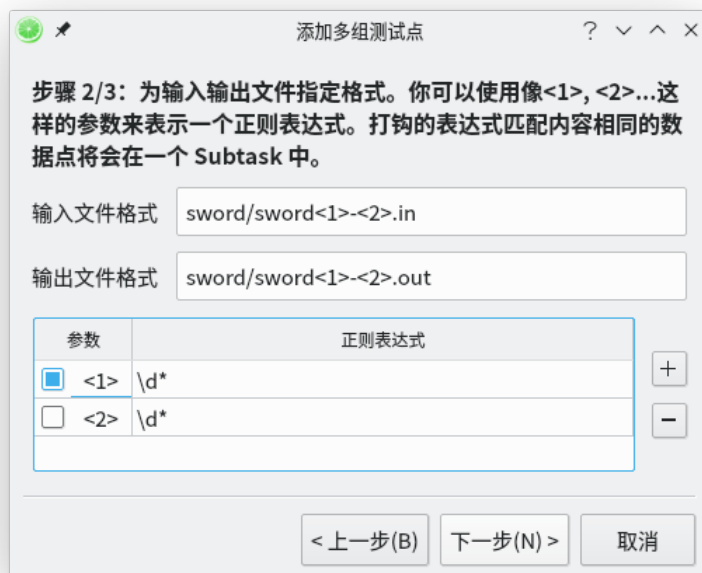 添加多组测试点
步骤 2/3：为输入输出文件指定格式。你可以使用像<1>, <2>...这
样的参数来表示一个正则表达式。打钩的表达式匹配内容相同的数
据点将会在一个 Subtask 中。
输入文件格式 sword/sword<1>-<2>.in
输出文件格式 sword/sword<1>-<2>.out
参数 正则表达式
<1> \d*
<2> \d*
< 上一步(B) 下一步(N) > 取消